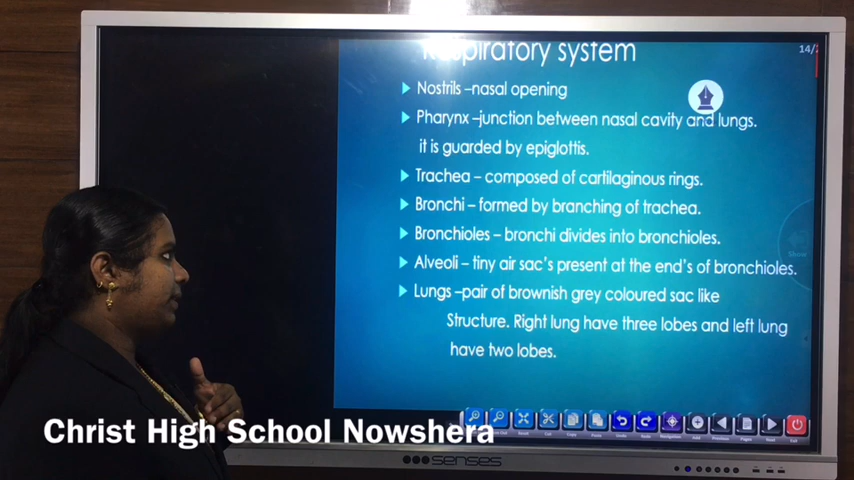 Respiratory system
14/
Nostrils –nasal opening
Pharynx –junction between nasal cavity and lungs.
it is guarded by epiglottis.
Trachea – composed of cartilaginous rings.
Bronchi – formed by branching of trachea.
Bronchioles – bronchi divides into bronchioles.
Alveoli – tiny air sac's present at the end's of bronchioles.
Lungs –pair of brownish grey coloured sac like
Structure. Right lung have three lobes and left lung
have two lobes.
Show
Christ High School Nowshera
senses